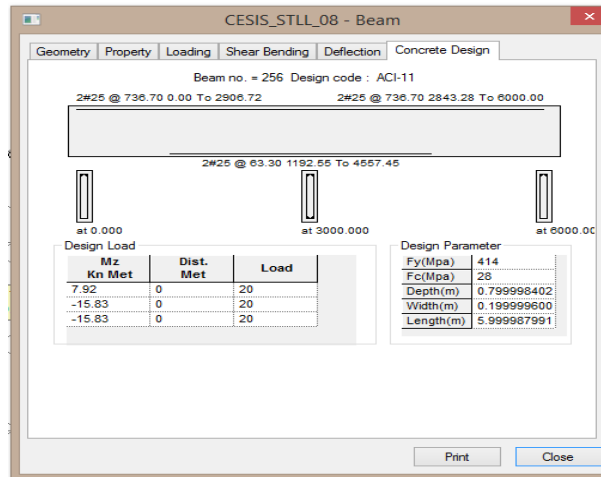 CESIS_STLL_08 - Beam
Geometry Property Loading Shear Bending Deflection Concrete Design
Beam no. = 256 Design code : ACI-11
2#25 @ 736.70 0.00 To 2906.72 2#25 @ 736.70 2843.28 To 6000.00
2#25 @ 63.30 1192.55 To 4557.45
at 0.000 at 3000.000 at 6000.00
Design Load
Mz Kn Met Dist. Met Load
7.92 0 20
-15.83 0 20
-15.83 0 20
Design Parameter
Fy(Mpa) 414
Fc(Mpa) 28
Depth(m) 0.799998402
Width(m) 0.199999600
Length(m) 5.999987991
Print Close